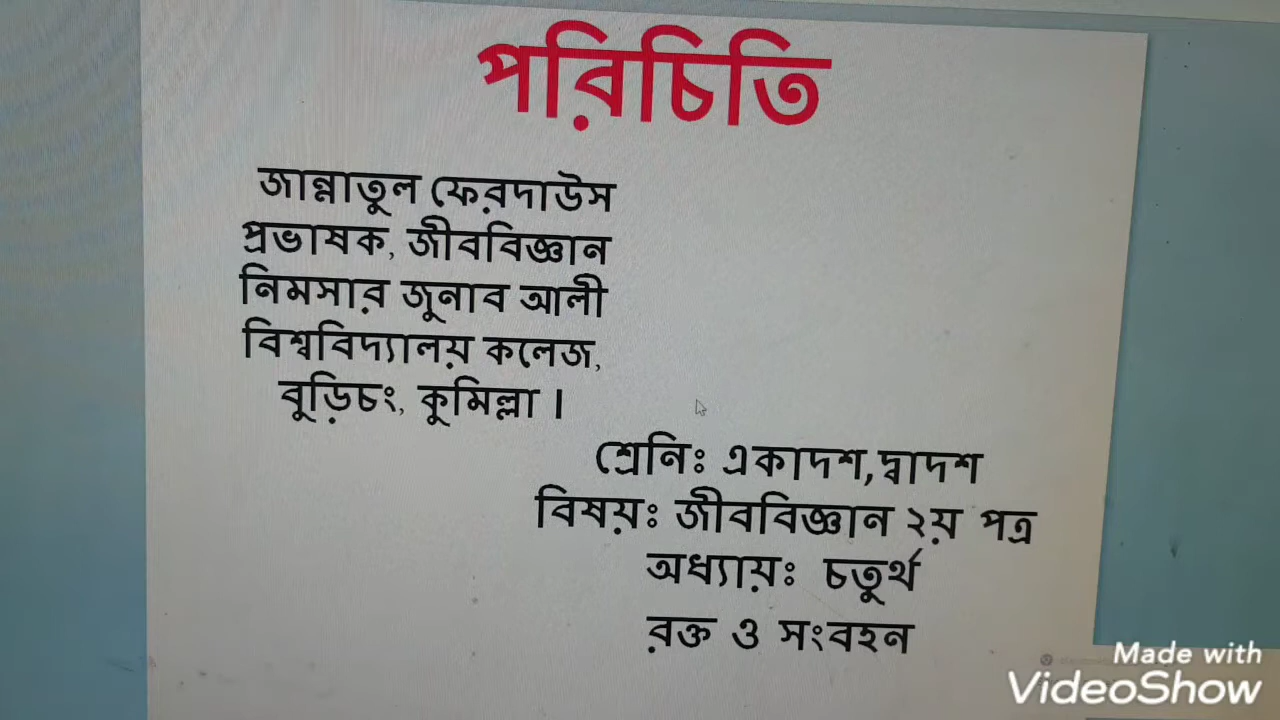 পরিচিতি
জান্নাতুল ফেরদাউস
প্রভাষক, জীববিজ্ঞান
নিমসার জুনাব আলী
বিশ্ববিদ্যালয় কলেজ,
বুড়িচং, কুমিল্লা ।
শ্রেনিঃ একাদশ,দ্বাদশ
বিষয়ঃ জীববিজ্ঞান ২য় পত্র
অধ্যায়ঃ চতুর্থ
রক্ত ও সংবহন
Made with
VideoShow